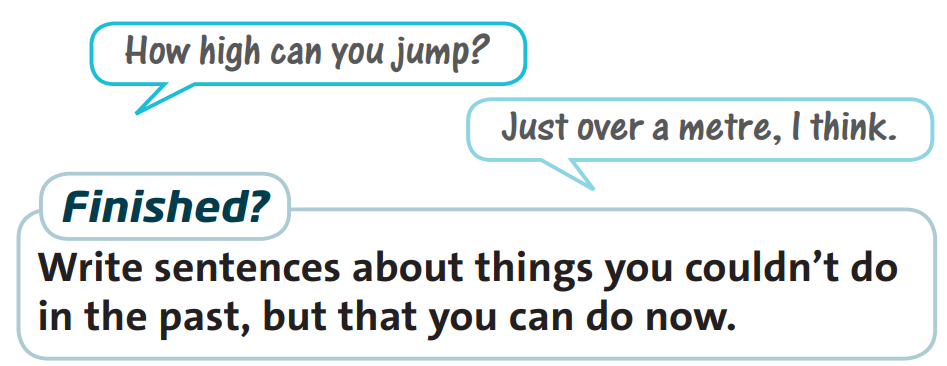 How high can you jump?
Just over a metre, I think.
Finished?
Write sentences about things you couldn't do
in the past, but that you can do now.